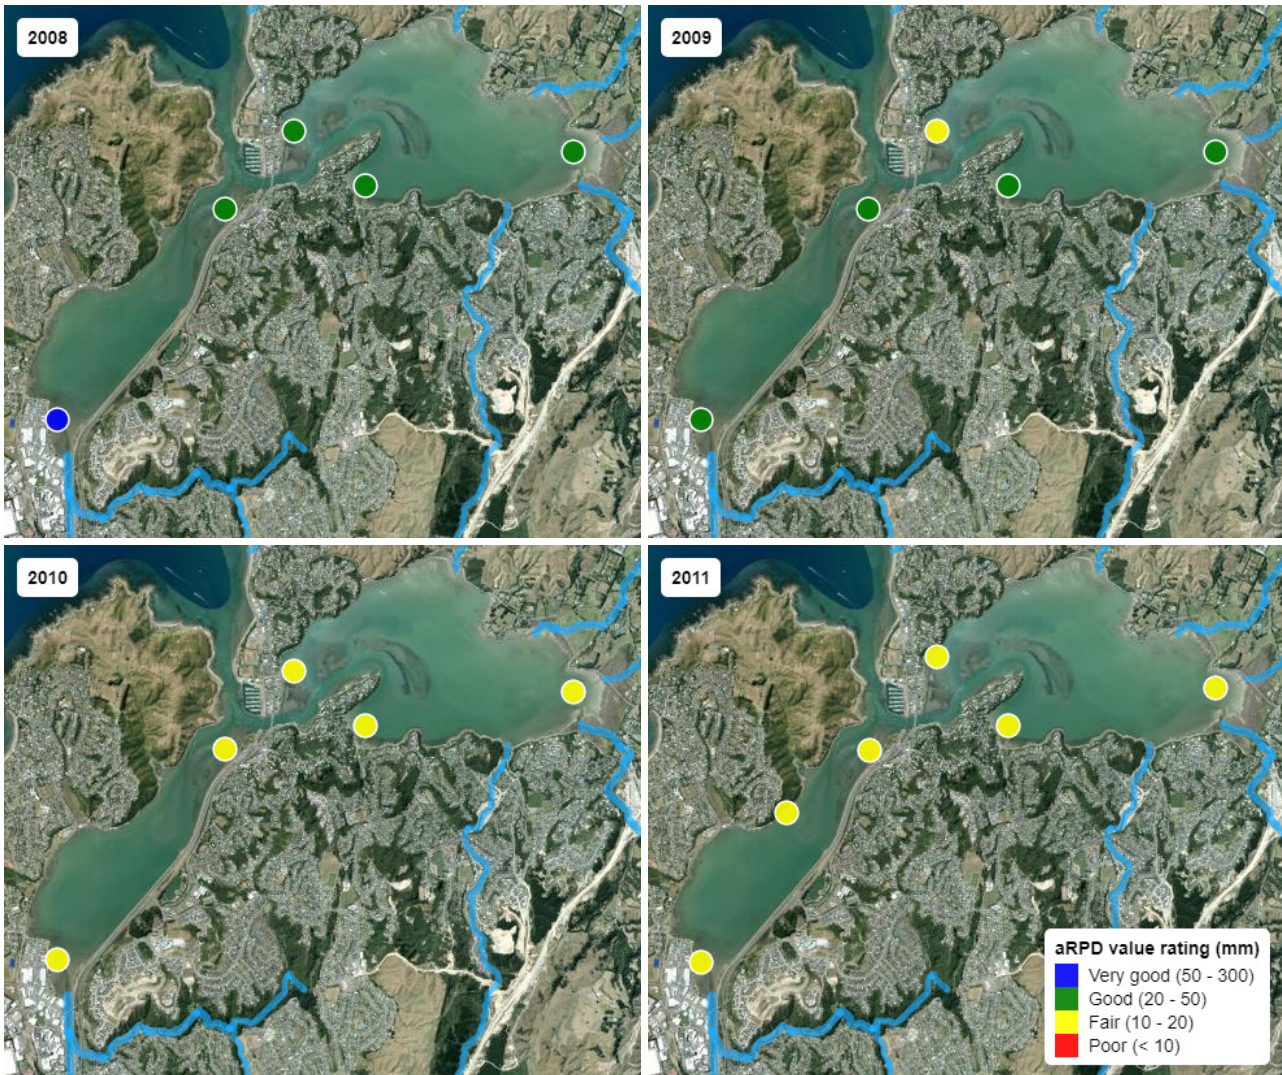 2008
2009
2010
2011
aRPD value rating (mm)
Very good (50 - 300)
Good (20 - 50)
Fair (10 - 20)
Poor (< 10)